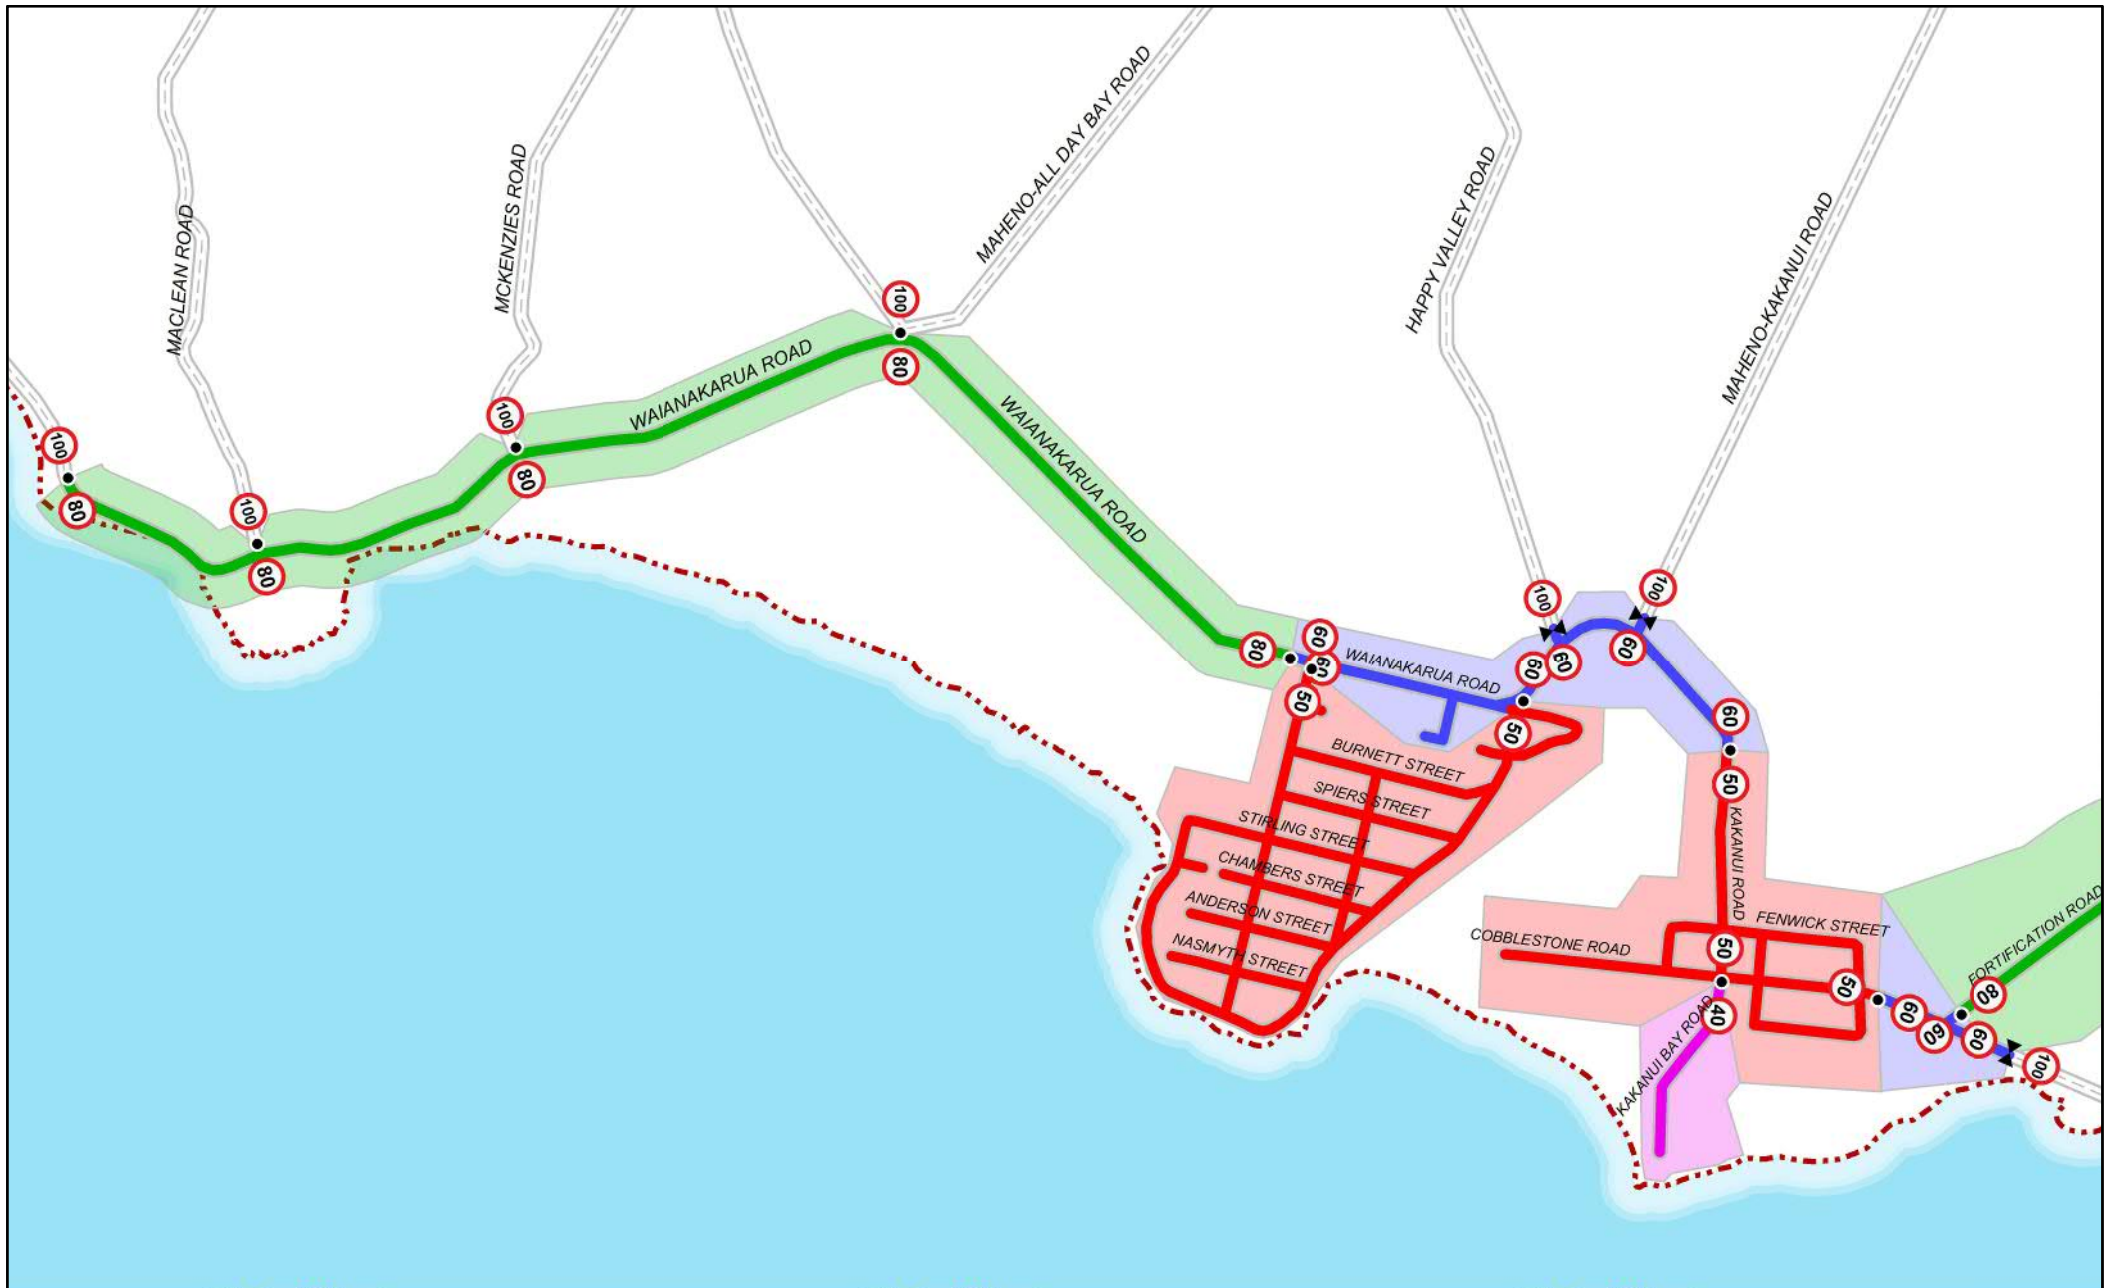 MACLEAN ROAD
MCKENZIES ROAD
MAHENO-ALL DAY BAY ROAD
HAPPY VALLEY ROAD
MAHENO-KAKANUI ROAD
100
80
100
80
100
80
WAIANAKARUA ROAD
100
80
WAIANAKARUA ROAD
80
60
60
50
WAIANAKARUA ROAD
100
60
60
50
100
60
60
50
BURNETT STREET
SPIERS STREET
STIRLING STREET
CHAMBERS STREET
ANDERSON STREET
NASMYTH STREET
KAKANUI ROAD
FENWICK STREET
COBBLESTONE ROAD
50
50
40
KAKANUI BAY ROAD
FORTIFICATION ROAD
80
60
60
60
100